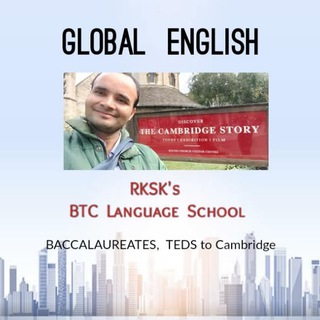 GLOBAL ENGLISH
DISCOVER
THE CAMBRIDGE STORY
RKSK's
BTC Language School
BACCALAUREATES, TEDS to Cambridge